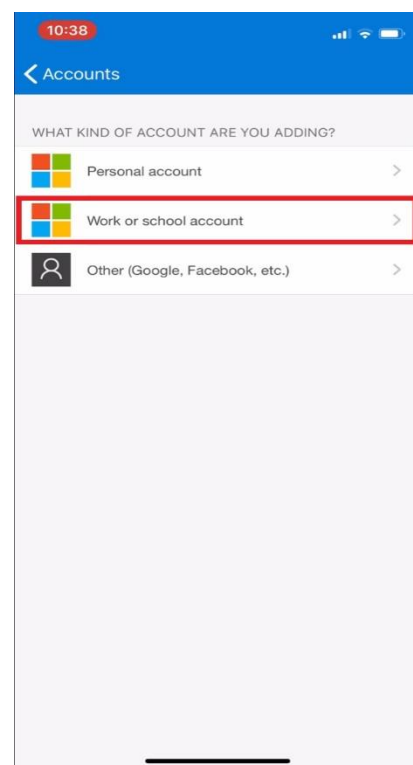 10:38
Accounts
WHAT KIND OF ACCOUNT ARE YOU ADDING?
Personal account
Work or school account
Other (Google, Facebook, etc.)